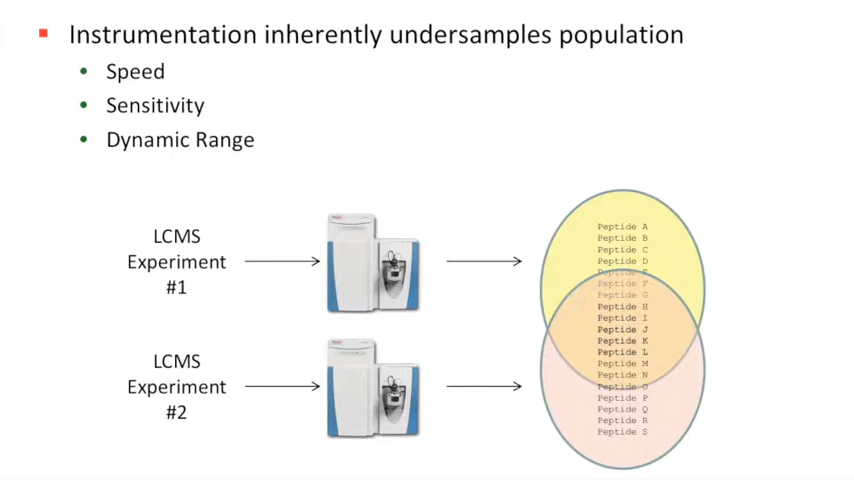 Instrumentation inherently undersamples population
Speed
Sensitivity
Dynamic Range
LCMS
Experiment
#1
LCMS
Experiment
#2
Peptide A
Peptide B
Peptide C
Peptide D
Peptide E
Peptide F
Peptide G
Peptide H
Peptide I
Peptide J
Peptide K
Peptide L
Peptide M
Peptide N
Peptide O
Peptide P
Peptide Q
Peptide R
Peptide S